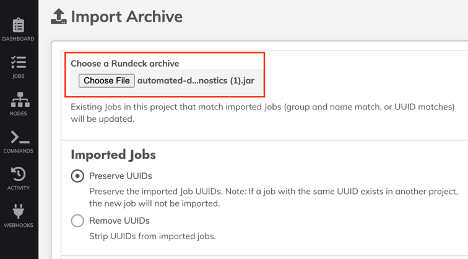 Import Archive
DASHBOARD
JOBS
NODES
COMMANDS
ACTIVITY
WEBHOOKS
Choose a Rundeck archive
Choose File automated-d...nostics (1).jar
Existing Jobs in this project that match imported Jobs (group and name match, or UUID matches)
will be updated.
Imported Jobs
Preserve UUIDs
Preserve the imported Job UUIDs. Note: If a job with the same UUID exists in another project,
the new job will not be imported.
Remove UUIDs
Strip UUIDs from imported jobs.